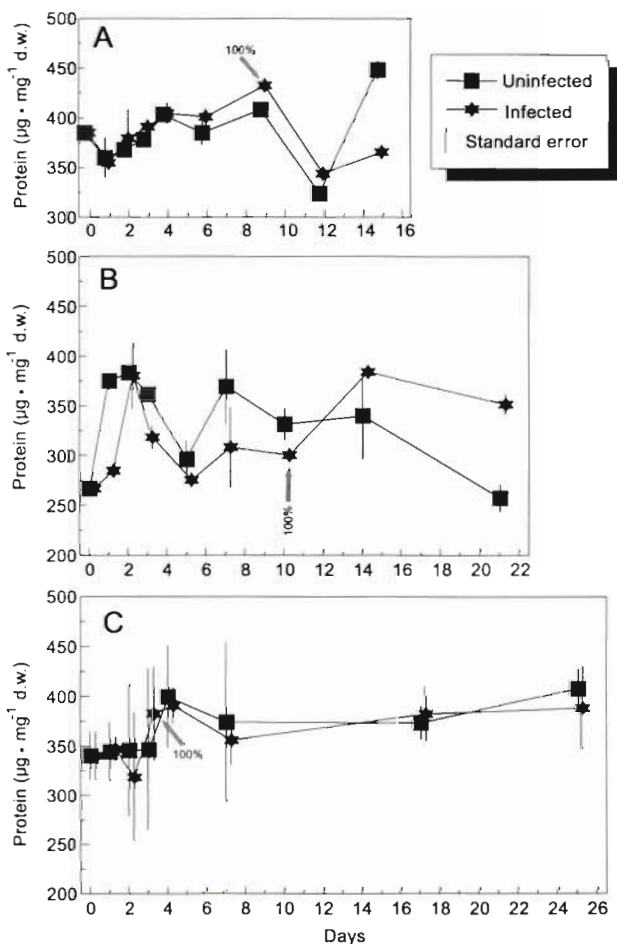 A
Protein (µg • mg⁻¹ d.w.)
500
450
400
350
300
0 2 4 6 8 10 12 14 16
100%
Uninfected
Infected
Standard error
B
Protein (µg • mg⁻¹ d.w.)
500
450
400
350
300
250
200
0 2 4 6 8 10 12 14 16 18 20 22
100%
C
Protein (µg • mg⁻¹ d.w.)
500
450
400
350
300
250
200
0 2 4 6 8 10 12 14 16 18 20 22 24 26
100%
Days